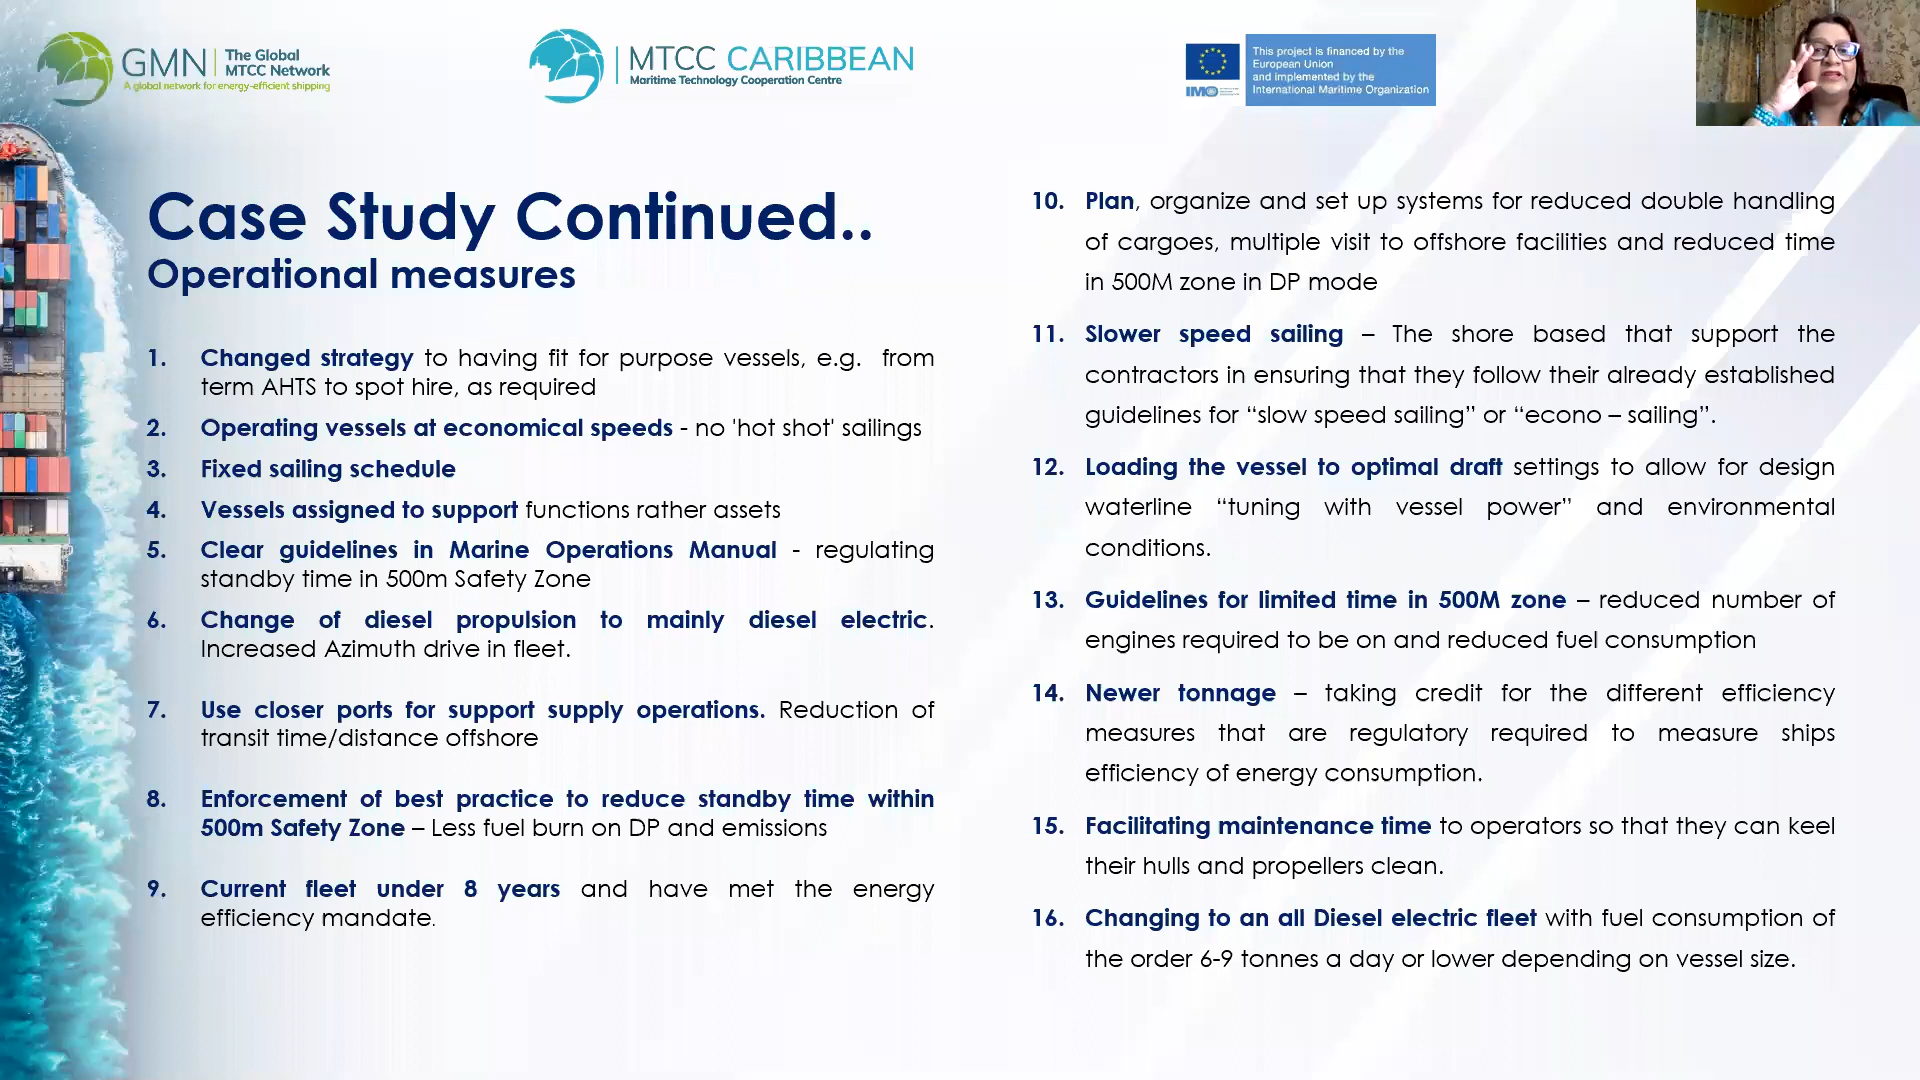 GMN
The Global
MTCC Network
A global network for energy-efficient shipping
MTCC CARIBBEAN
Maritime Technology Cooperation Centre
IMO
This project is financed by the
European Union
and implemented by the
International Maritime Organization
Case Study Continued..
Operational measures
1. Changed strategy to having fit for purpose vessels, e.g. from
term AHTS to spot hire, as required
2. Operating vessels at economical speeds - no 'hot shot' sailings
3. Fixed sailing schedule
4. Vessels assigned to support functions rather assets
5. Clear guidelines in Marine Operations Manual - regulating
standby time in 500m Safety Zone
6. Change of diesel propulsion to mainly diesel electric.
Increased Azimuth drive in fleet.
7. Use closer ports for support supply operations. Reduction of
transit time/distance offshore
8. Enforcement of best practice to reduce standby time within
500m Safety Zone – Less fuel burn on DP and emissions
9. Current fleet under 8 years and have met the energy
efficiency mandate.
10. Plan, organize and set up systems for reduced double handling
of cargoes, multiple visit to offshore facilities and reduced time
in 500M zone in DP mode
11. Slower speed sailing – The shore based that support the
contractors in ensuring that they follow their already established
guidelines for “slow speed sailing” or “econo – sailing”.
12. Loading the vessel to optimal draft settings to allow for design
waterline “tuning with vessel power” and environmental
conditions.
13. Guidelines for limited time in 500M zone – reduced number of
engines required to be on and reduced fuel consumption
14. Newer tonnage – taking credit for the different efficiency
measures that are regulatory required to measure ships
efficiency of energy consumption.
15. Facilitating maintenance time to operators so that they can keel
their hulls and propellers clean.
16. Changing to an all Diesel electric fleet with fuel consumption of
the order 6-9 tonnes a day or lower depending on vessel size.